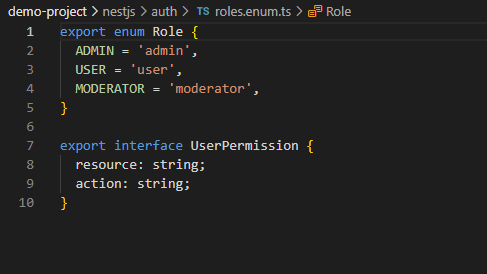 demo-project > nestjs > auth > TS roles.enum.ts > Role
1 export enum Role {
2   ADMIN = 'admin',
3   USER = 'user',
4   MODERATOR = 'moderator',
5 }
6
7 export interface UserPermission {
8   resource: string;
9   action: string;
10 }